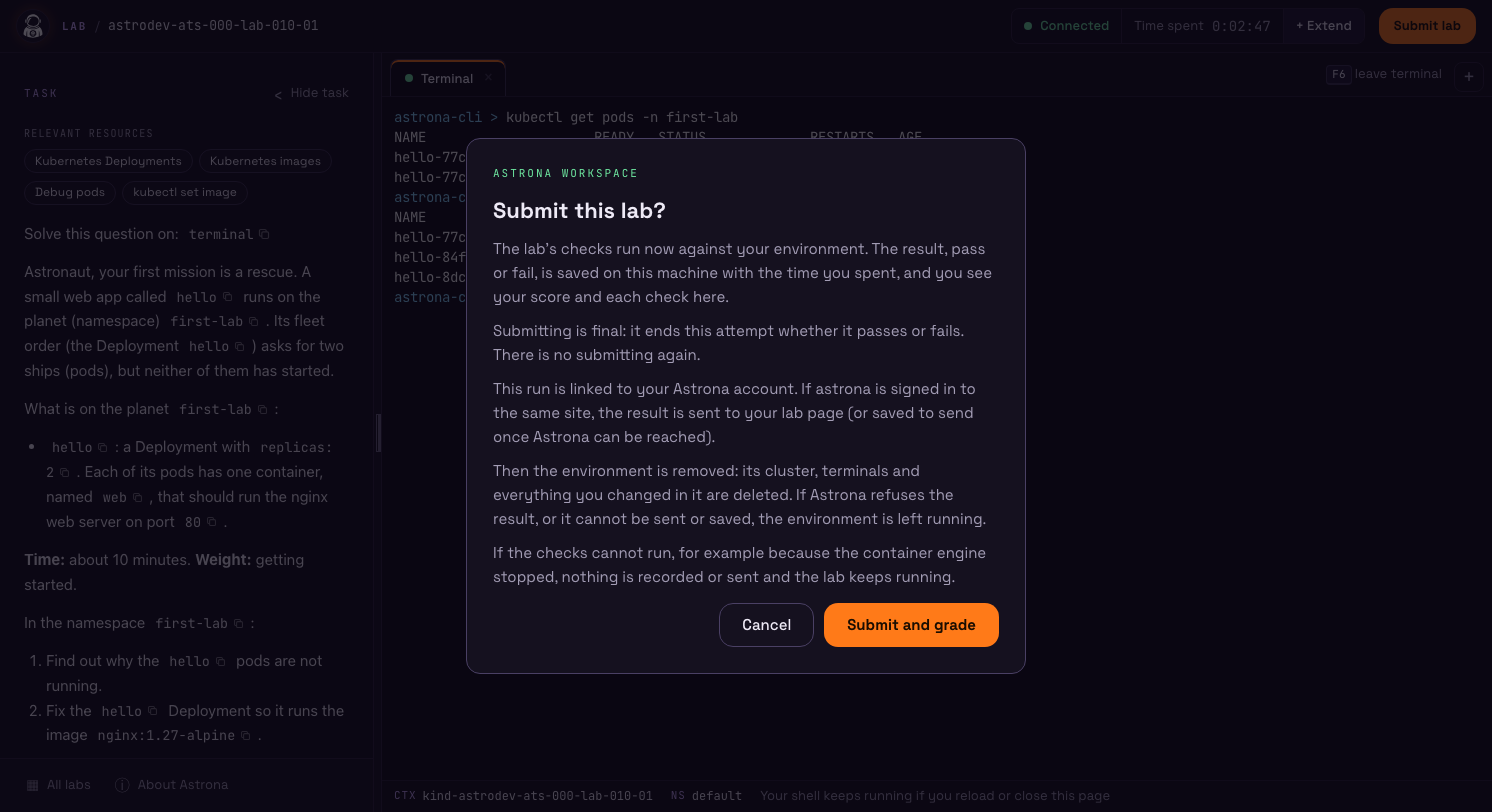 LAB / astrodev-ats-000-lab-010-01
Connected Time spent 0:02:47 + Extend Submit lab
TASK < Hide task
RELEVANT RESOURCES
Kubernetes Deployments Kubernetes images
Debug pods kubectl set image
Solve this question on: terminal
Astronaut, your first mission is a rescue. A
small web app called hello runs on the
planet (namespace) first-lab . Its fleet
order (the Deployment hello ) asks for two
ships (pods), but neither of them has started.
What is on the planet first-lab :
• hello : a Deployment with replicas:
2 . Each of its pods has one container,
named web , that should run the nginx
web server on port 80 .
Time: about 10 minutes. Weight: getting
started.
In the namespace first-lab :
1. Find out why the hello pods are not
running.
2. Fix the hello Deployment so it runs the
image nginx:1.27-alpine .
All labs About Astrona
Terminal × F6 leave terminal +
astrona-cli > kubectl get pods -n first-lab
NAME READY STATUS RESTARTS AGE
hello-77c
hello-77c
astrona-c
NAME
hello-77c
hello-84f
hello-8dc
astrona-c
ASTRONA WORKSPACE
Submit this lab?
The lab's checks run now against your environment. The result, pass
or fail, is saved on this machine with the time you spent, and you see
your score and each check here.
Submitting is final: it ends this attempt whether it passes or fails.
There is no submitting again.
This run is linked to your Astrona account. If astrona is signed in to
the same site, the result is sent to your lab page (or saved to send
once Astrona can be reached).
Then the environment is removed: its cluster, terminals and
everything you changed in it are deleted. If Astrona refuses the
result, or it cannot be sent or saved, the environment is left running.
If the checks cannot run, for example because the container engine
stopped, nothing is recorded or sent and the lab keeps running.
Cancel Submit and grade
CTX kind-astrodev-ats-000-lab-010-01 NS default Your shell keeps running if you reload or close this page